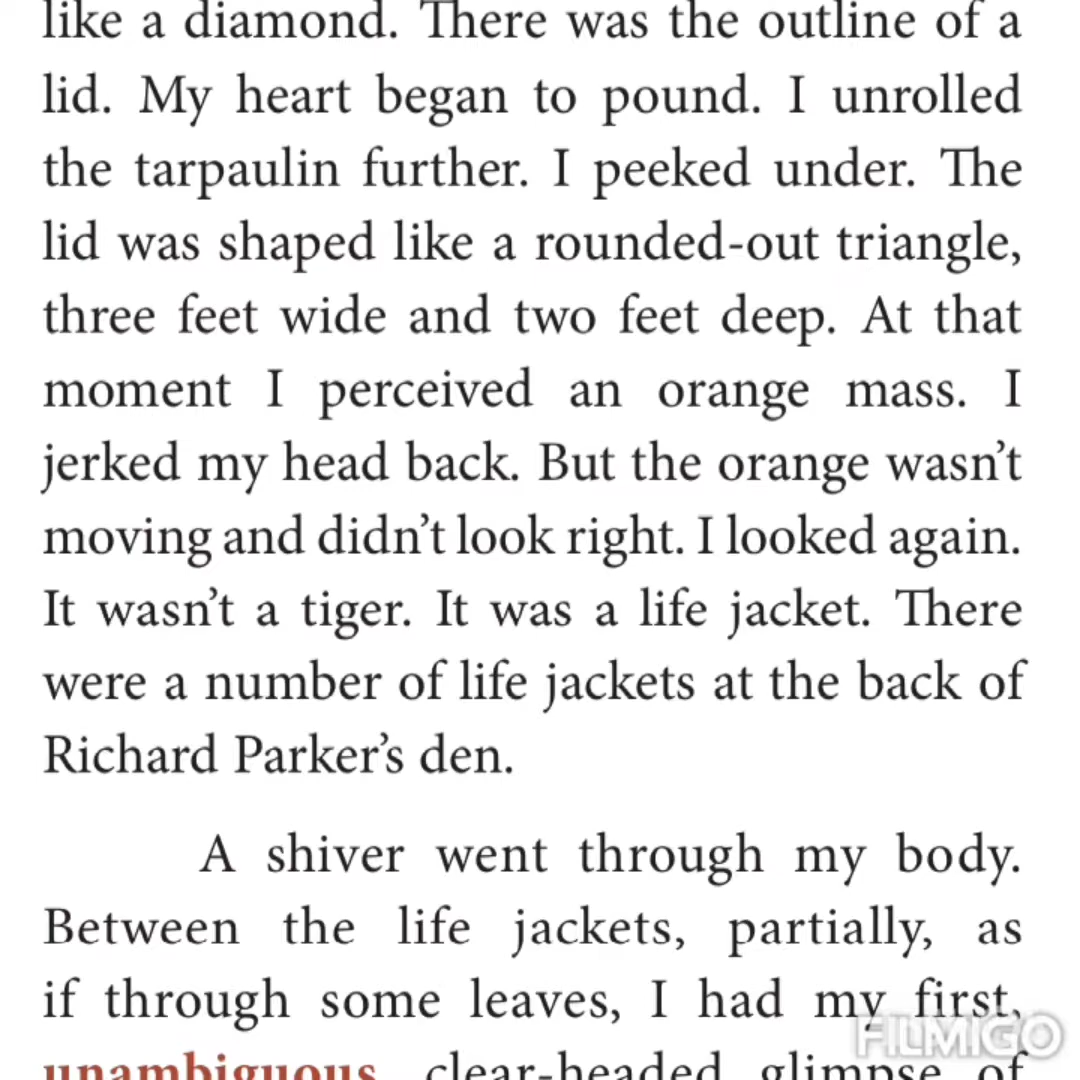 like a diamond. There was the outline of a
lid. My heart began to pound. I unrolled
the tarpaulin further. I peeked under. The
lid was shaped like a rounded-out triangle,
three feet wide and two feet deep. At that
moment I perceived an orange mass. I
jerked my head back. But the orange wasn’t
moving and didn’t look right. I looked again.
It wasn’t a tiger. It was a life jacket. There
were a number of life jackets at the back of
Richard Parker’s den.
A shiver went through my body.
Between the life jackets, partially, as
if through some leaves, I had my first,
unambiguous, clear-headed glimpse of
FILMIGO